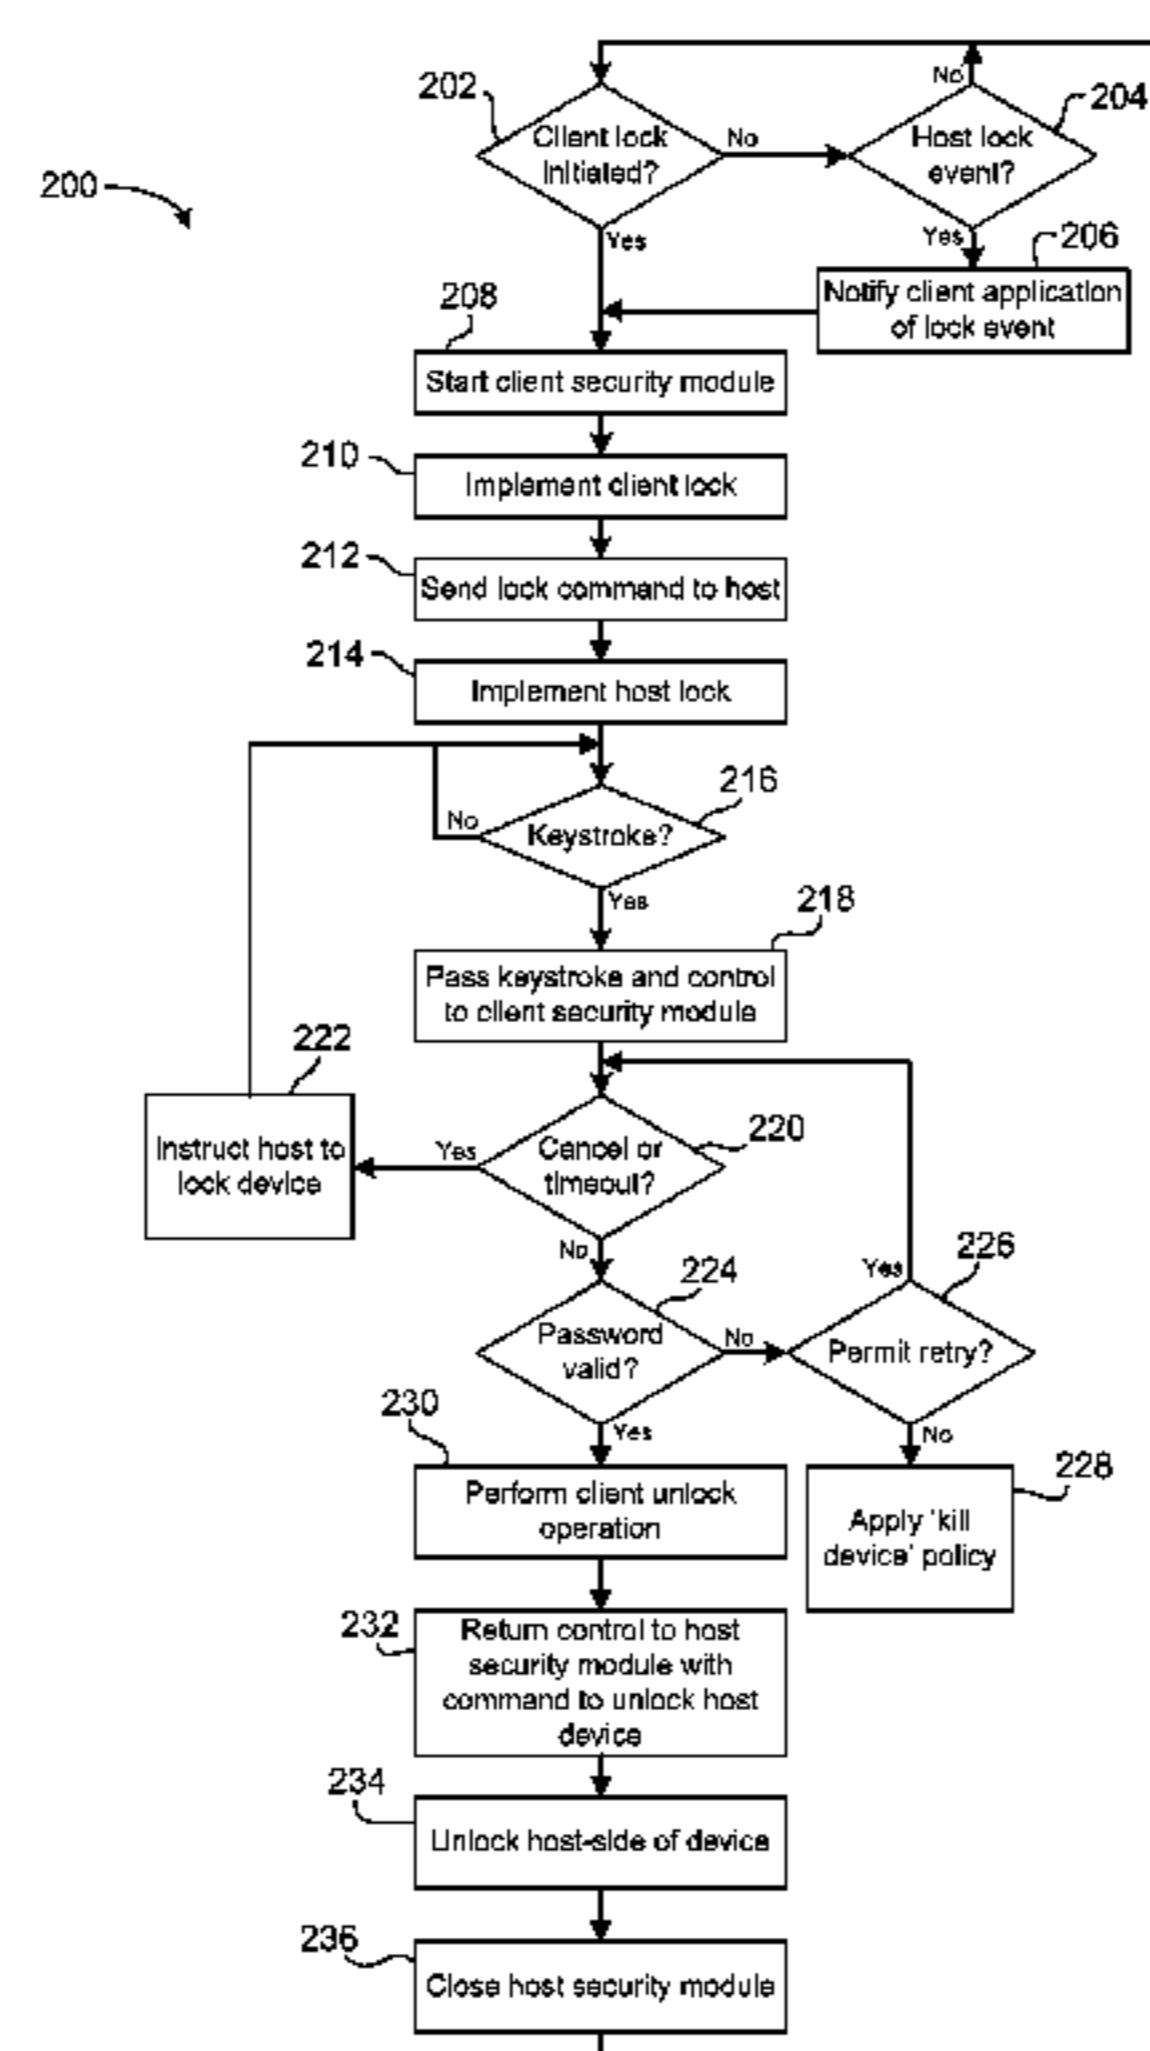 202
Client lock
initiated?
No
No
Host lock
event?
204
200
Yes
Yes
206
Notify client application
of lock event
208
Start client security module
210
Implement client lock
212
Send lock command to host
214
Implement host lock
216
No
Keystroke?
Yes
218
Pass keystroke and control
to client security module
222
Instruct host to
lock device
Yes
Cancel or
timeout?
220
No
224
Password
valid?
No
Yes
226
Permit retry?
230
Yes
No
228
Perform client unlock
operation
Apply 'kill
device' policy
232
Return control to host
security module with
command to unlock host
device
234
Unlock host-side of device
236
Close host security module